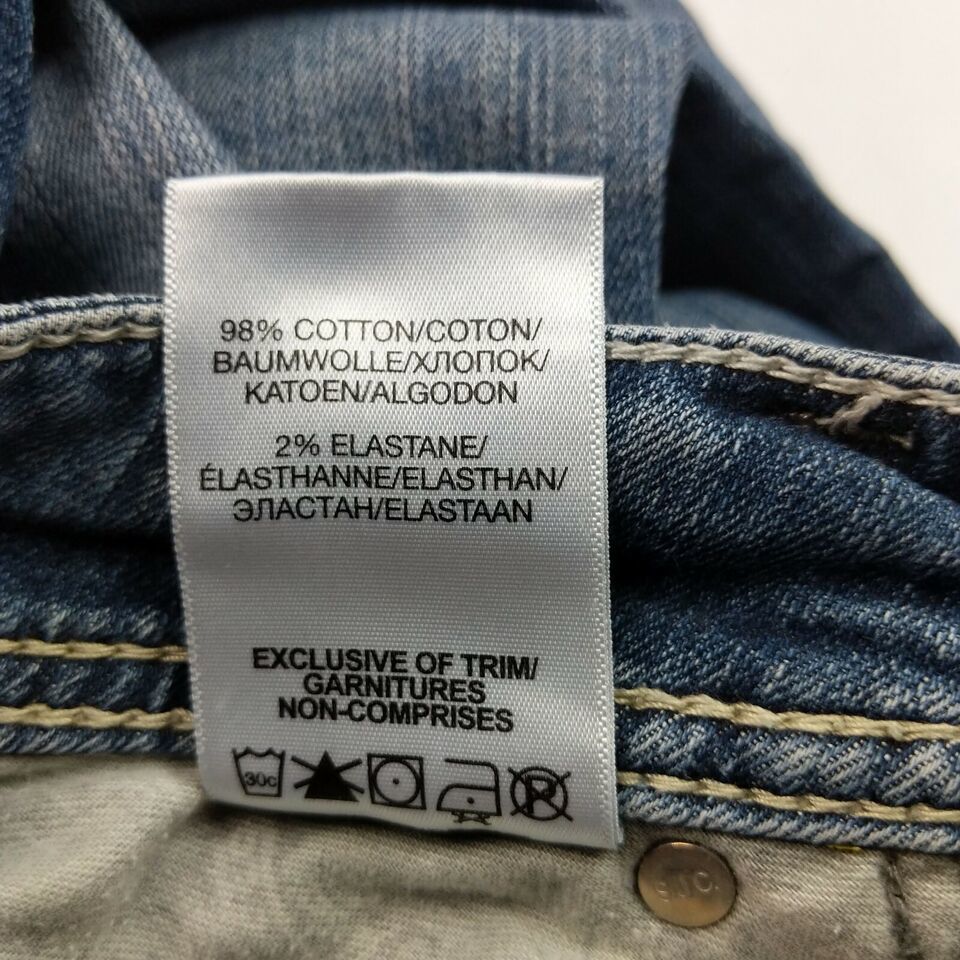 98% COTTON/COTON/
BAUMWOLLE/ХЛОПОК/
KATOEN/ALGODON
2% ELASTANE/
ÉLASTHANNE/ELASTHAN/
ЭЛАСТАН/ELASTAAN
EXCLUSIVE OF TRIM/
GARNITURES
NON-COMPRISES
30c
P